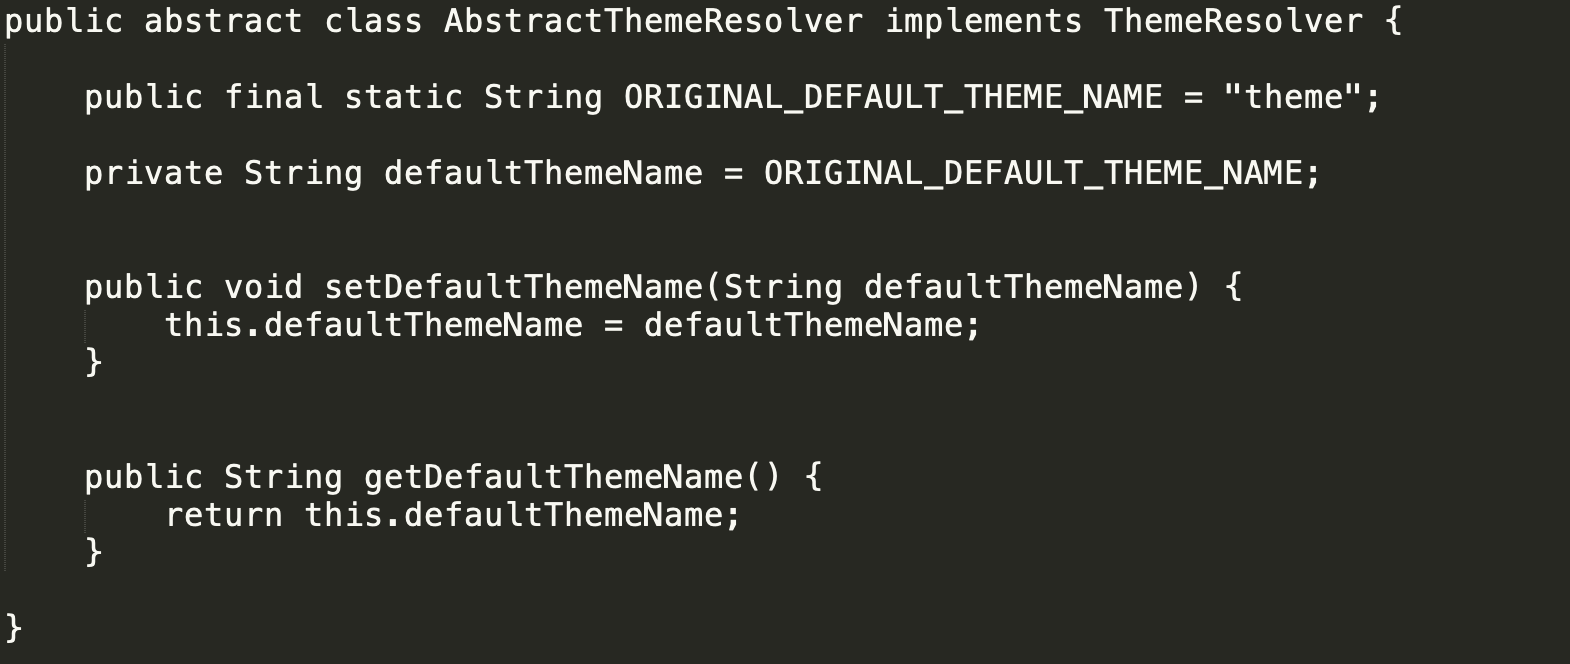 public abstract class AbstractThemeResolver implements ThemeResolver {
    public final static String ORIGINAL_DEFAULT_THEME_NAME = "theme";
    private String defaultThemeName = ORIGINAL_DEFAULT_THEME_NAME;
    public void setDefaultThemeName(String defaultThemeName) {
        this.defaultThemeName = defaultThemeName;
    }
    public String getDefaultThemeName() {
        return this.defaultThemeName;
    }
}